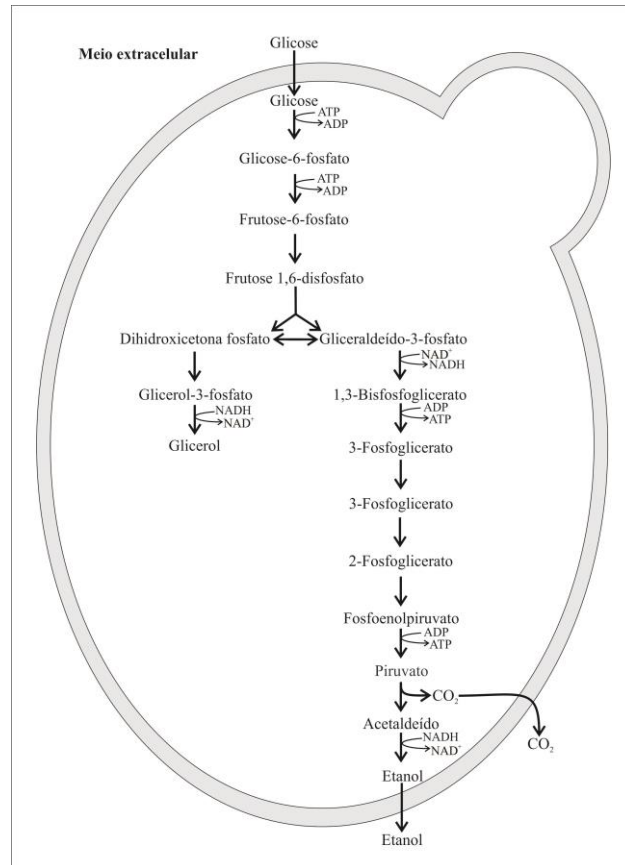 Glicose
Meio extracelular
Glicose
ATP
ADP
Glicose-6-fosfato
ATP
ADP
Frutose-6-fosfato
Frutose 1,6-disfosfato
Dihidroxicetona fosfato
Gliceraldeído-3-fosfato
NAD⁺
NADH
Glicerol-3-fosfato
1,3-Bisfosfoglicerato
NADH
NAD⁺
ADP
ATP
Glicerol
3-Fosfoglicerato
3-Fosfoglicerato
2-Fosfoglicerato
Fosfoenolpiruvato
ADP
ATP
Piruvato
CO₂
Acetaldeído
CO₂
NADH
NAD⁺
Etanol
Etanol